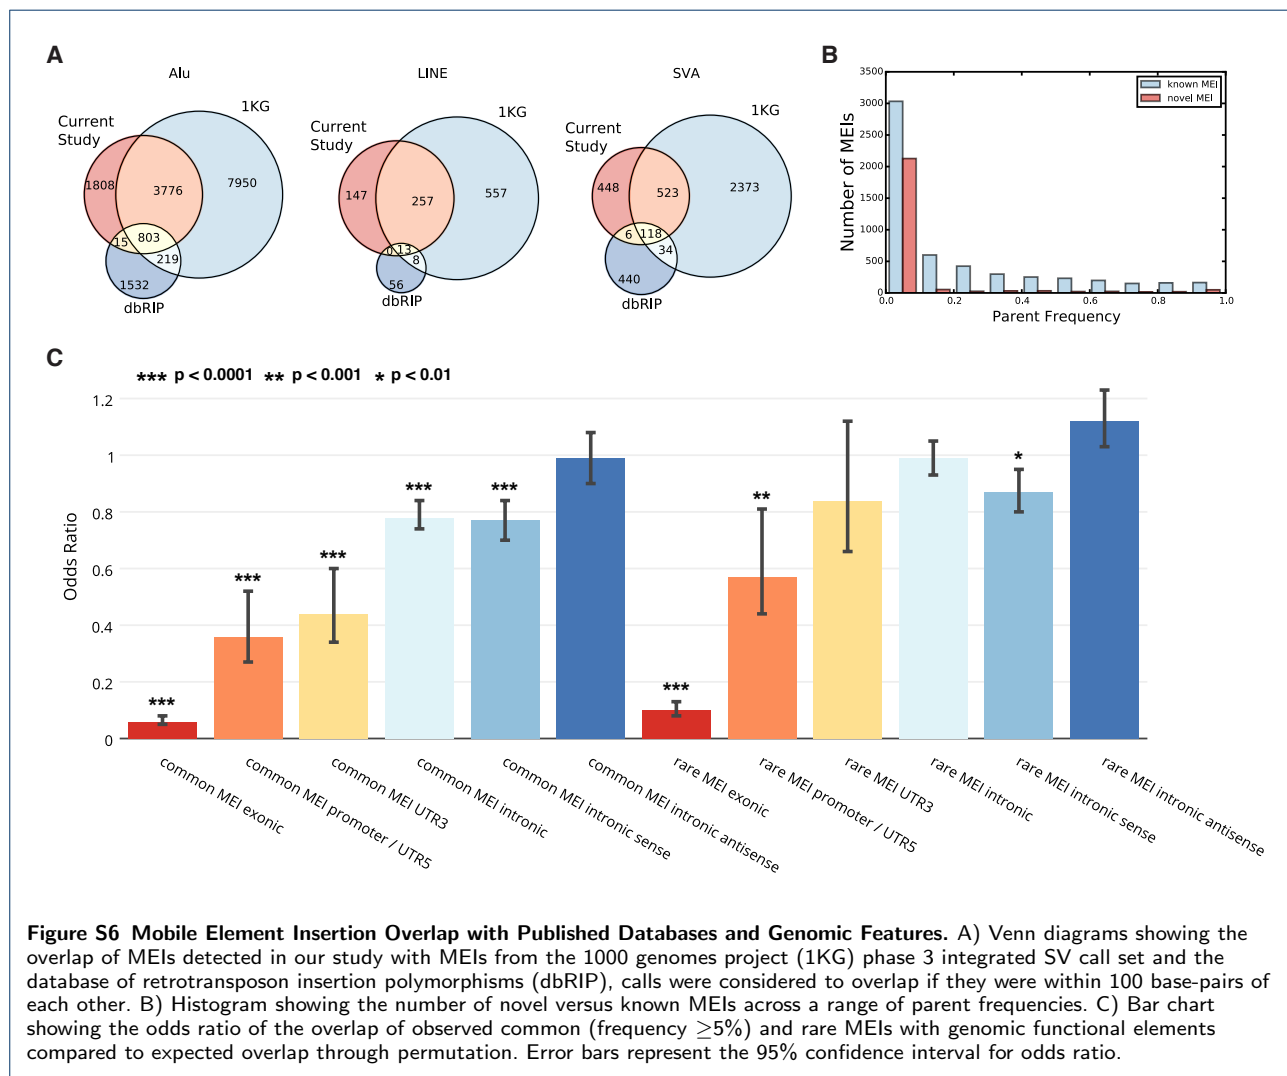 A
Alu
LINE
SVA
1KG
1KG
1KG
Current
Study
Current
Study
Current
Study
1808
3776
7950
15
803
219
1532
dbRIP
147
257
557
0
13
8
56
dbRIP
448
523
2373
6
118
34
440
dbRIP
B
3500
3000
2500
2000
1500
1000
500
0
Number of MEIs
known MEI
novel MEI
0.0
0.2
0.4
0.6
0.8
1.0
Parent Frequency
C
*** p < 0.0001 ** p < 0.001 * p < 0.01
1.2
1
0.8
0.6
0.4
0.2
0
Odds Ratio
***
***
***
***
***
***
**
*
common MEI exonic
common MEI promoter / UTR5
common MEI UTR3
common MEI intronic
common MEI intronic sense
common MEI intronic antisense
rare MEI exonic
rare MEI promoter / UTR5
rare MEI UTR3
rare MEI intronic
rare MEI intronic sense
rare MEI intronic antisense
Figure S6 Mobile Element Insertion Overlap with Published Databases and Genomic Features. A) Venn diagrams showing the
overlap of MEIs detected in our study with MEIs from the 1000 genomes project (1KG) phase 3 integrated SV call set and the
database of retrotransposon insertion polymorphisms (dbRIP), calls were considered to overlap if they were within 100 base-pairs of
each other. B) Histogram showing the number of novel versus known MEIs across a range of parent frequencies. C) Bar chart
showing the odds ratio of the overlap of observed common (frequency ≥5%) and rare MEIs with genomic functional elements
compared to expected overlap through permutation. Error bars represent the 95% confidence interval for odds ratio.